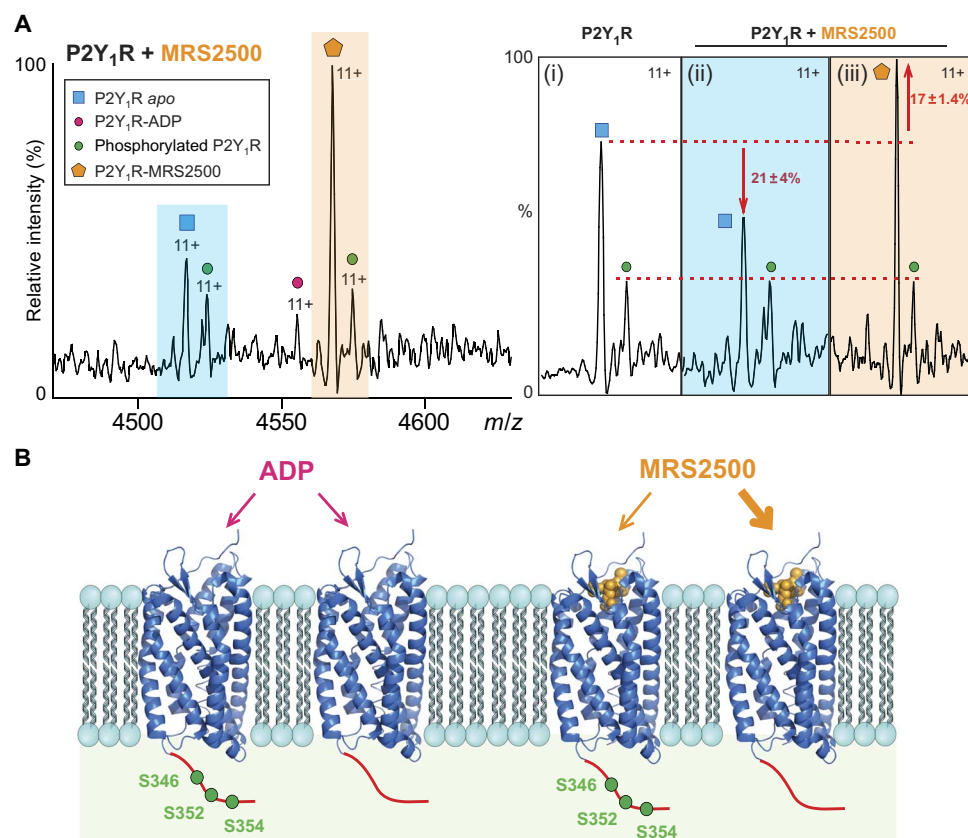 A
P2Y₁R + MRS2500
P2Y₁R apo
P2Y₁R-ADP
Phosphorylated P2Y₁R
P2Y₁R-MRS2500
Relative intensity (%)
100
0
11+
11+
11+
11+
11+
4500
4550
4600
m/z
P2Y₁R
P2Y₁R + MRS2500
100
%
0
(i)
11+
(ii)
11+
(iii)
11+
21 ± 4%
17 ± 1.4%
B
ADP
MRS2500
S346
S352
S354
S346
S352
S354